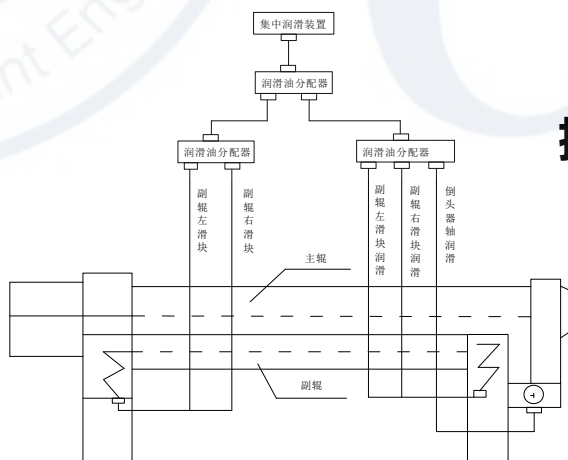 集中润滑装置
润滑油分配器
润滑油分配器
润滑油分配器
副辊左滑块
副辊右滑块
副辊左滑块润滑
副辊右滑块润滑
倒头器轴润滑
主辊
副辊
ent Eng